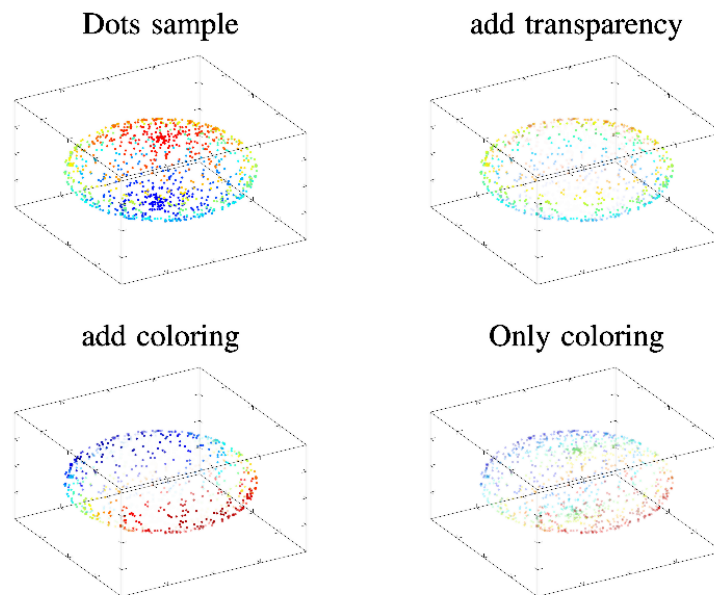 Dots sample
add transparency
add coloring
Only coloring